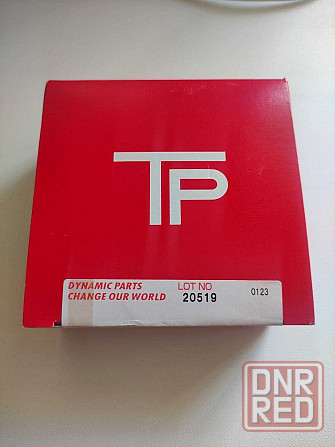 TP
DYNAMIC PARTS
CHANGE OUR WORLD
LOT NO
20519
0123
DNR
RED